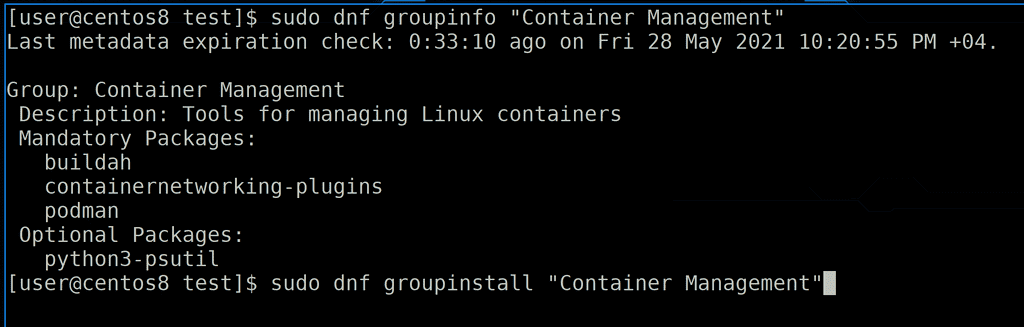 [user@centos8 test]$ sudo dnf groupinfo "Container Management"
Last metadata expiration check: 0:33:10 ago on Fri 28 May 2021 10:20:55 PM +04.
Group: Container Management
Description: Tools for managing Linux containers
Mandatory Packages:
buildah
containernetworking-plugins
podman
Optional Packages:
python3-psutil
[user@centos8 test]$ sudo dnf groupinstall "Container Management"